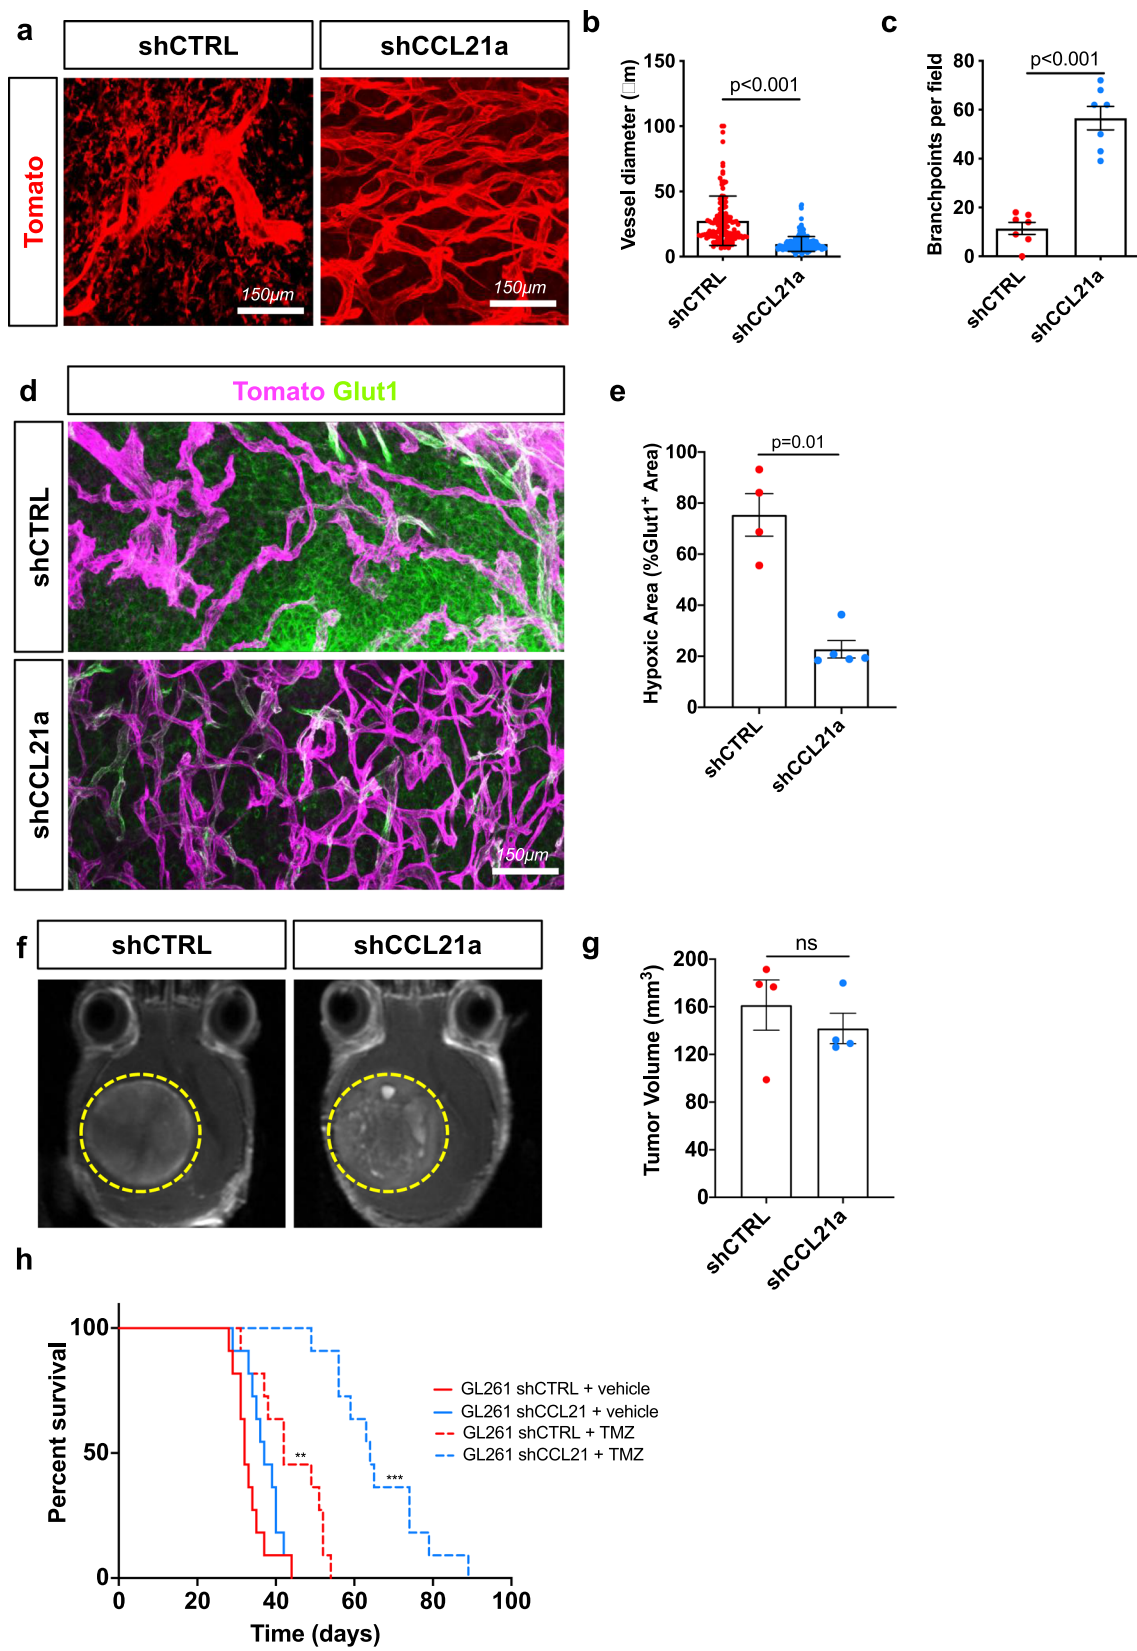 a
shCTRL
shCCL21a
Tomato
150μm
150μm
b
Vessel diameter (□m)
150
100
50
0
p<0.001
shCTRL
shCCL21a
c
Branchpoints per field
80
60
40
20
0
p<0.001
shCTRL
shCCL21a
d
Tomato Glut1
shCTRL
shCCL21a
150μm
e
Hypoxic Area (%Glut1+ Area)
100
80
60
40
20
0
p=0.01
shCTRL
shCCL21a
f
shCTRL
shCCL21a
g
Tumor Volume (mm3)
200
160
120
80
40
0
ns
shCTRL
shCCL21a
h
Percent survival
100
50
0
**
***
GL261 shCTRL + vehicle
GL261 shCCL21 + vehicle
GL261 shCTRL + TMZ
GL261 shCCL21 + TMZ
0 20 40 60 80 100
Time (days)